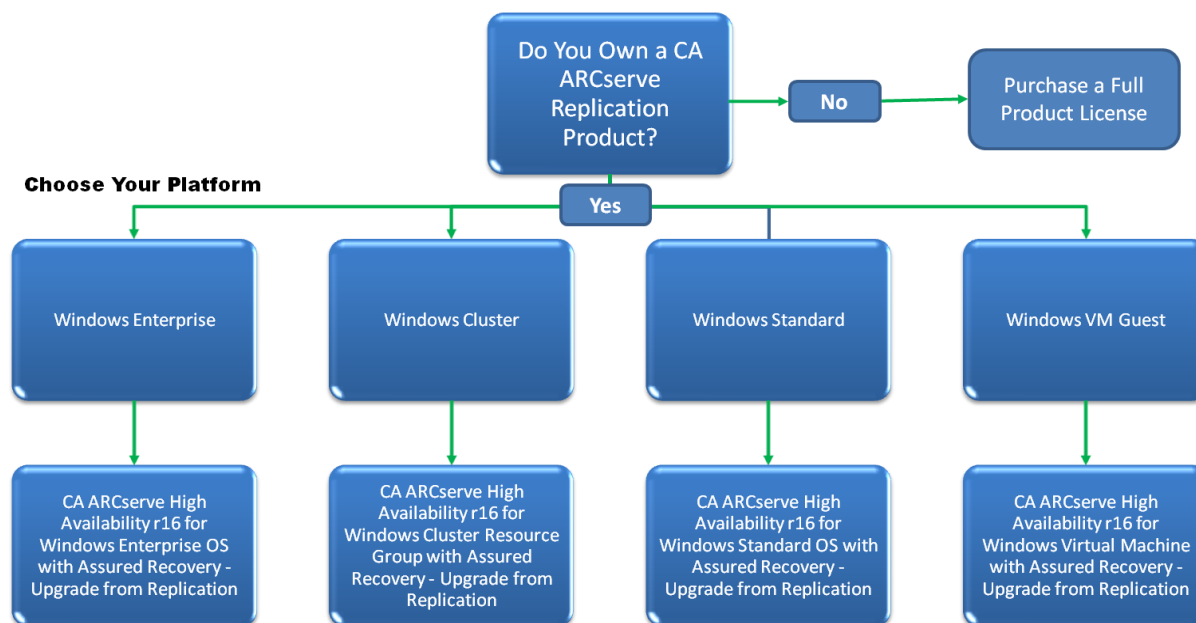 Do You Own a CA
ARCserve
Replication
Product?
No
Purchase a Full
Product License
Choose Your Platform
Yes
Windows Enterprise
Windows Cluster
Windows Standard
Windows VM Guest
CA ARCserve High
Availability r16 for
Windows Enterprise OS
with Assured Recovery -
Upgrade from Replication
CA ARCserve High
Availability r16 for
Windows Cluster Resource
Group with Assured
Recovery - Upgrade from
Replication
CA ARCserve High
Availability r16 for
Windows Standard OS with
Assured Recovery -
Upgrade from Replication
CA ARCserve High
Availability r16 for
Windows Virtual Machine
with Assured Recovery -
Upgrade from Replication